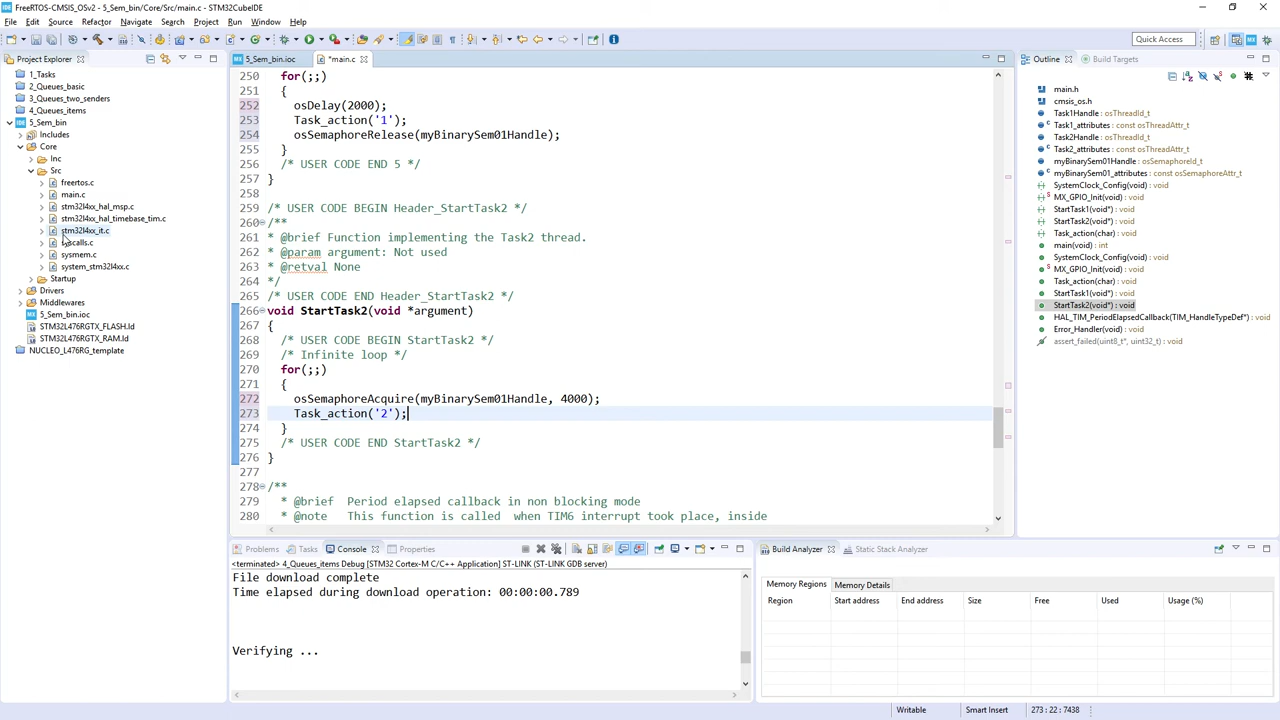 FreeRTOS-CMSIS_OSv2 - 5_Sem_bin/Core/Src/main.c - STM32CubeIDE
File Edit Source Refactor Navigate Search Project Run Window Help
Quick Access
Project Explorer
1_Tasks
2_Queues_basic
3_Queues_two_senders
4_Queues_items
5_Sem_bin
Includes
Core
Inc
Src
freertos.c
main.c
stm32l4xx_hal_msp.c
stm32l4xx_hal_timebase_tim.c
stm32l4xx_it.c
syscalls.c
sysmem.c
system_stm32l4xx.c
Startup
Drivers
Middlewares
5_Sem_bin.ioc
STM32L476RGTX_FLASH.ld
STM32L476RGTX_RAM.ld
NUCLEO_L476RG_template
5_Sem_bin.ioc *main.c
250 for(;;)
251 {
252 osDelay(2000);
253 Task_action('1');
254 osSemaphoreRelease(myBinarySem01Handle);
255 }
256 /* USER CODE END 5 */
257 }
258
259 /* USER CODE BEGIN Header_StartTask2 */
260 /**
261 * @brief Function implementing the Task2 thread.
262 * @param argument: Not used
263 * @retval None
264 */
265 /* USER CODE END Header_StartTask2 */
266 void StartTask2(void *argument)
267 {
268 /* USER CODE BEGIN StartTask2 */
269 /* Infinite loop */
270 for(;;)
271 {
272 osSemaphoreAcquire(myBinarySem01Handle, 4000);
273 Task_action('2');
274 }
275 /* USER CODE END StartTask2 */
276 }
277
278 /**
279 * @brief Period elapsed callback in non blocking mode
280 * @note This function is called when TIM6 interrupt took place, inside
Outline Build Targets
main.h
cmsis_os.h
Task1Handle : osThreadId_t
Task1_attributes : const osThreadAttr_t
Task2Handle : osThreadId_t
Task2_attributes : const osThreadAttr_t
myBinarySem01Handle : osSemaphoreId_t
myBinarySem01_attributes : const osSemaphoreAttr_t
SystemClock_Config(void) : void
MX_GPIO_Init(void) : void
StartTask1(void*) : void
StartTask2(void*) : void
Task_action(char) : void
main(void) : int
SystemClock_Config(void) : void
MX_GPIO_Init(void) : void
Task_action(char) : void
StartTask1(void*) : void
StartTask2(void*) : void
HAL_TIM_PeriodElapsedCallback(TIM_HandleTypeDef*) : void
Error_Handler(void) : void
assert_failed(uint8_t*, uint32_t) : void
Problems Tasks Console Properties
<terminated> 4_Queues_items Debug [STM32 Cortex-M C/C++ Application] ST-LINK (ST-LINK GDB server)
File download complete
Time elapsed during download operation: 00:00:00.789
Verifying ...
Build Analyzer Static Stack Analyzer
Memory Regions Memory Details
Region Start address End address Size Free Used Usage (%)
Writable Smart Insert 273 : 22 : 7438